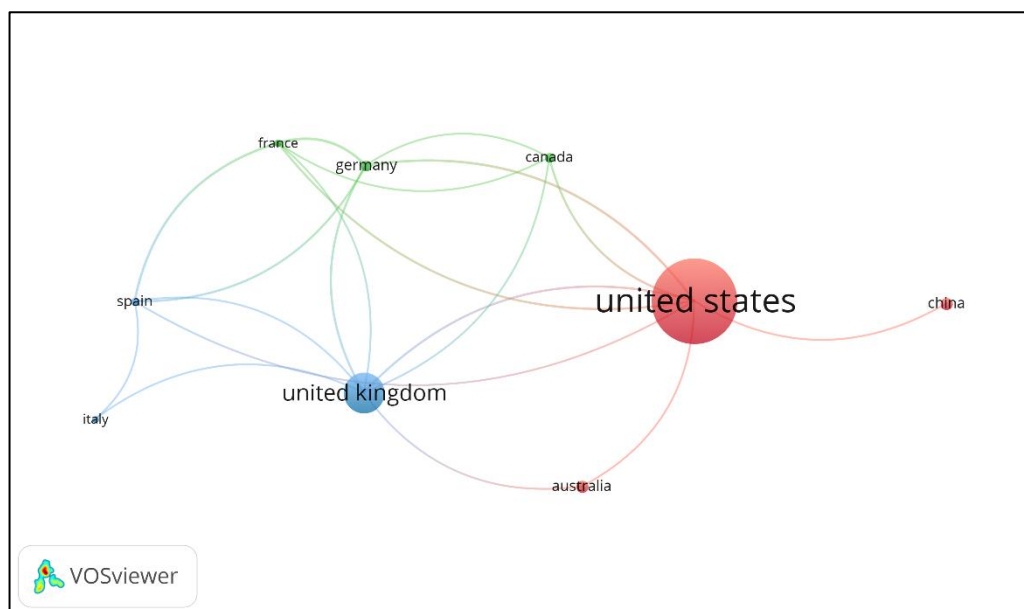 france
germany
canada
united states
spain
china
united kingdom
italy
australia
VOSviewer